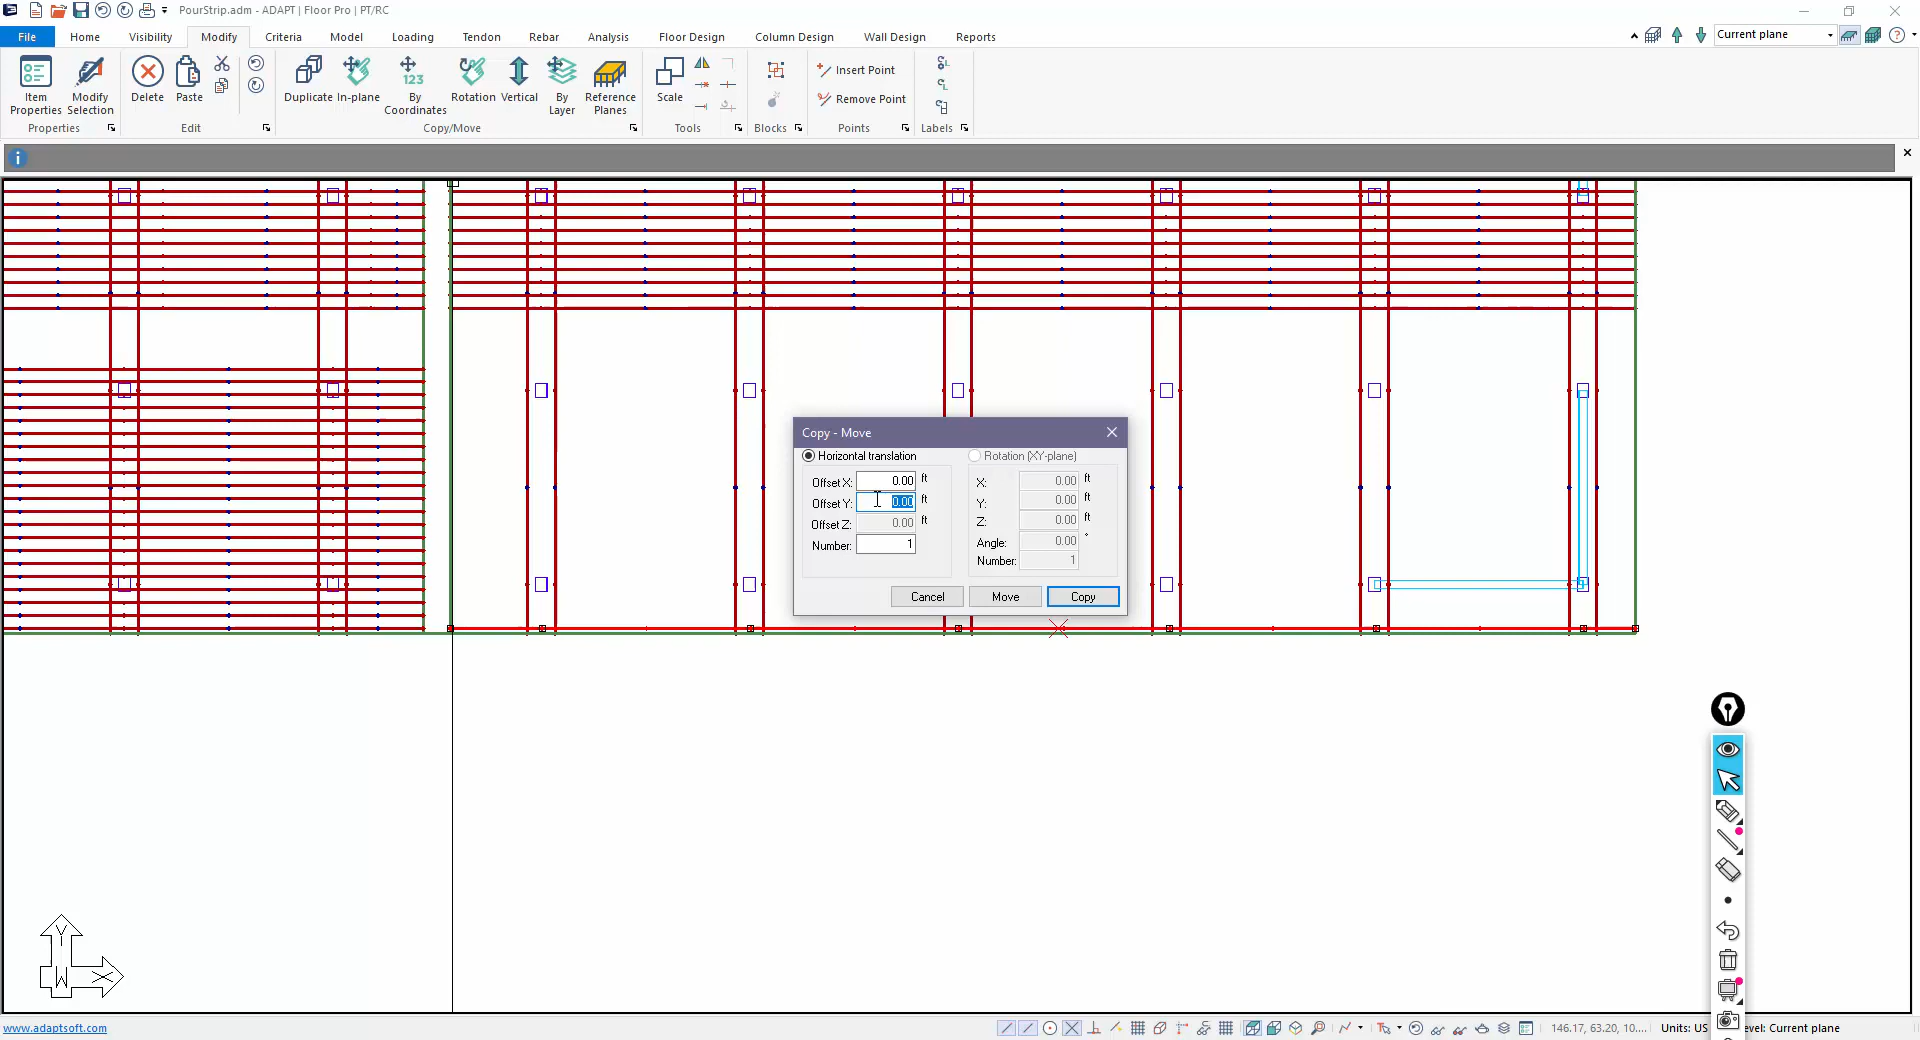 PourStrip.adm - ADAPT | Floor Pro | PT/RC
File Home Visibility Modify Criteria Model Loading Tendon Rebar Analysis Floor Design Column Design Wall Design Reports
Current plane
Item Properties
Modify Selection
Properties
Delete
Paste
Edit
Duplicate
In-plane
By Coordinates
Rotation
Vertical
By Layer
Reference Planes
Copy/Move
Scale
Tools
Blocks
Insert Point
Remove Point
Points
Labels
Copy - Move
Horizontal translation
Offset X: 0.00 ft
Offset Y: 0.00 ft
Offset Z: 0.00 ft
Number: 1
Rotation (XY-plane)
X: 0.00 ft
Y: 0.00 ft
Z: 0.00 ft
Angle: 0.00 °
Number: 1
Cancel Move Copy
Y
W X
www.adaptsoft.com
146.17, 63.20, 10.... Units: US evel: Current plane